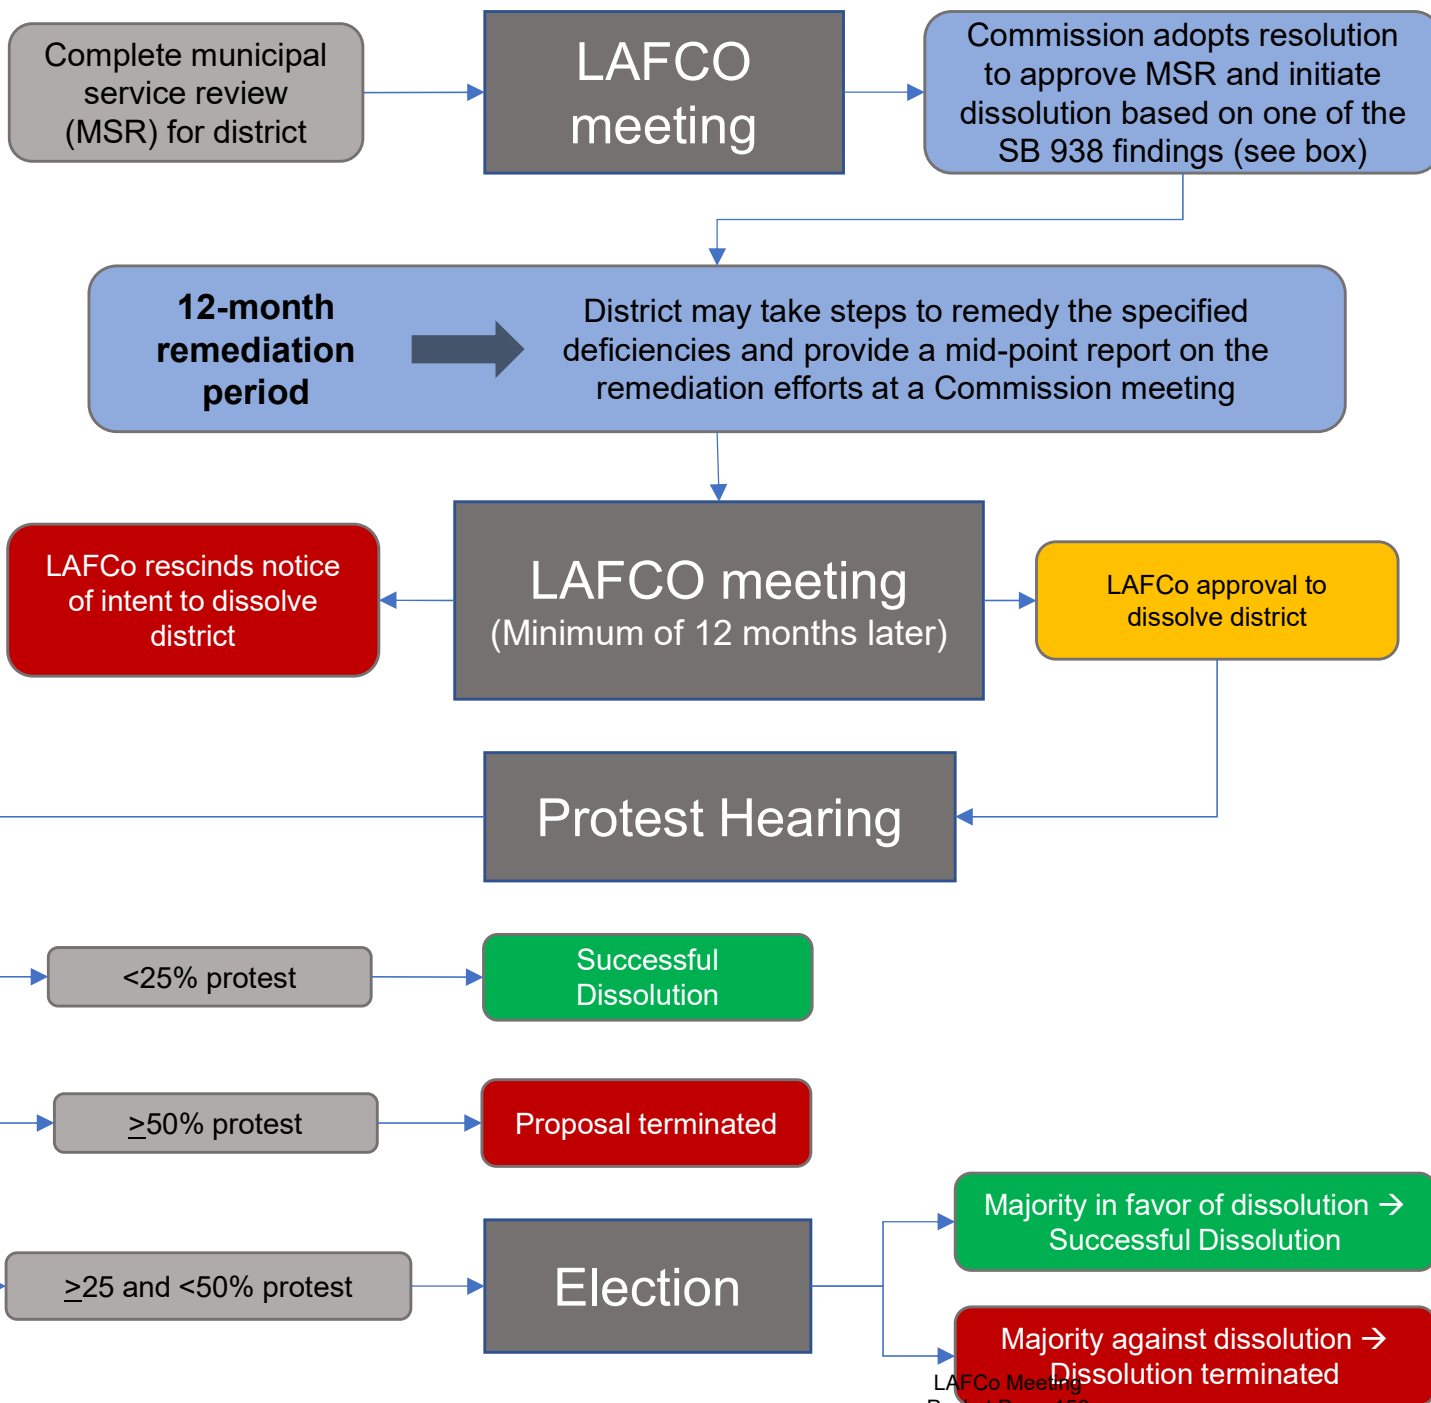 Complete municipal
service review
(MSR) for district
LAFCO
meeting
Commission adopts resolution
to approve MSR and initiate
dissolution based on one of the
SB 938 findings (see box)
12-month
remediation
period
District may take steps to remedy the specified
deficiencies and provide a mid-point report on the
remediation efforts at a Commission meeting
LAFCo rescinds notice
of intent to dissolve
district
LAFCO meeting
(Minimum of 12 months later)
LAFCo approval to
dissolve district
Protest Hearing
<25% protest
Successful
Dissolution
≥50% protest
Proposal terminated
≥25 and <50% protest
Election
Majority in favor of dissolution →
Successful Dissolution
Majority against dissolution →
Dissolution terminated
LAFCo Meeting